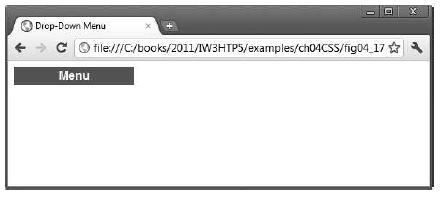 Drop-Down Menu
file:///C:/books/2011/IW3HTP5/examples/ch04CSS/fig04_17
Menu